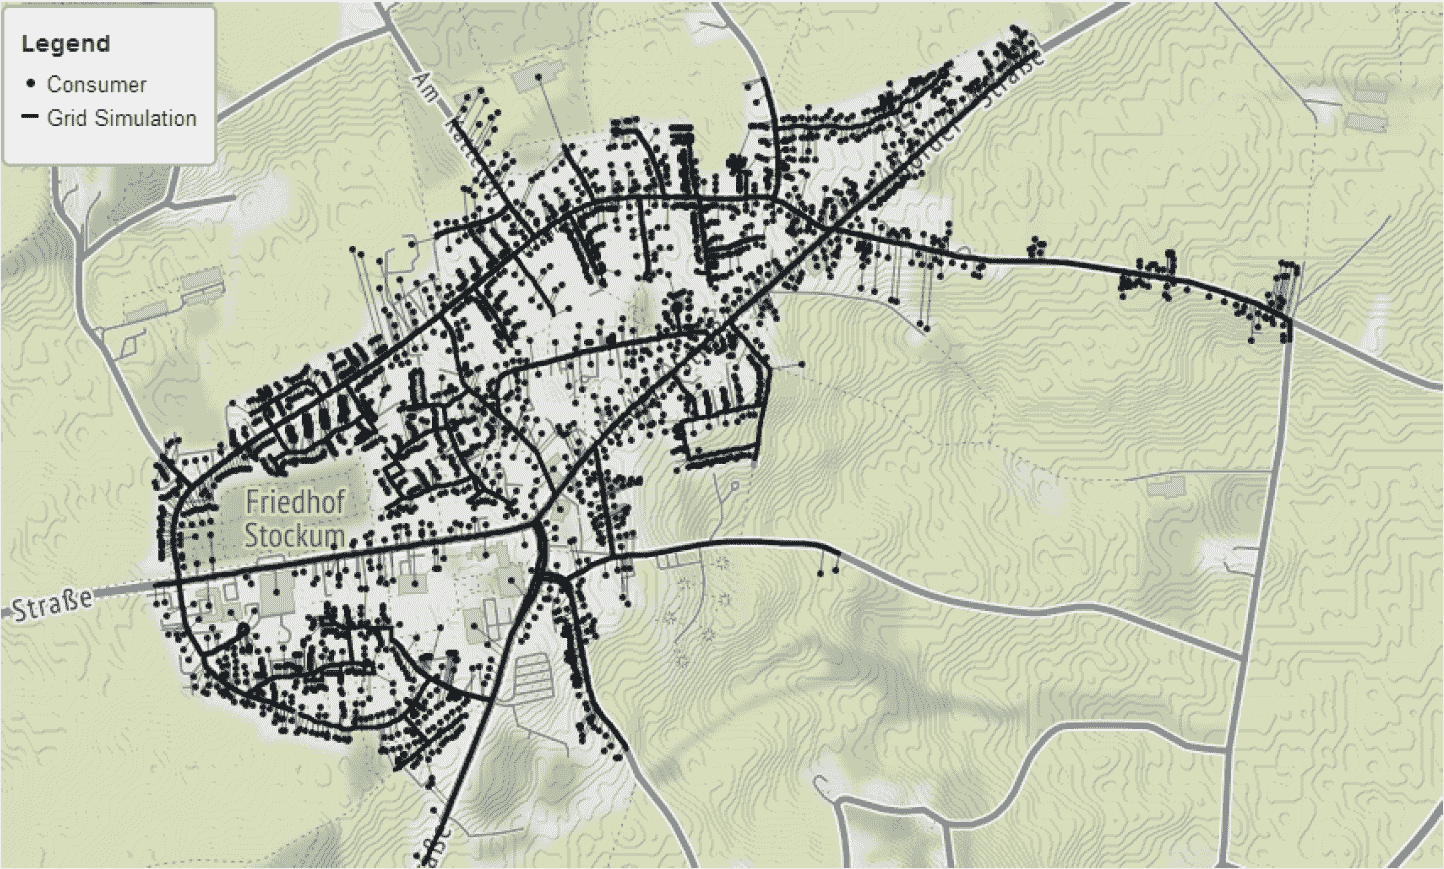 Legend
Consumer
Grid Simulation
Am
Straße
Friedhof
Stockum
Straße